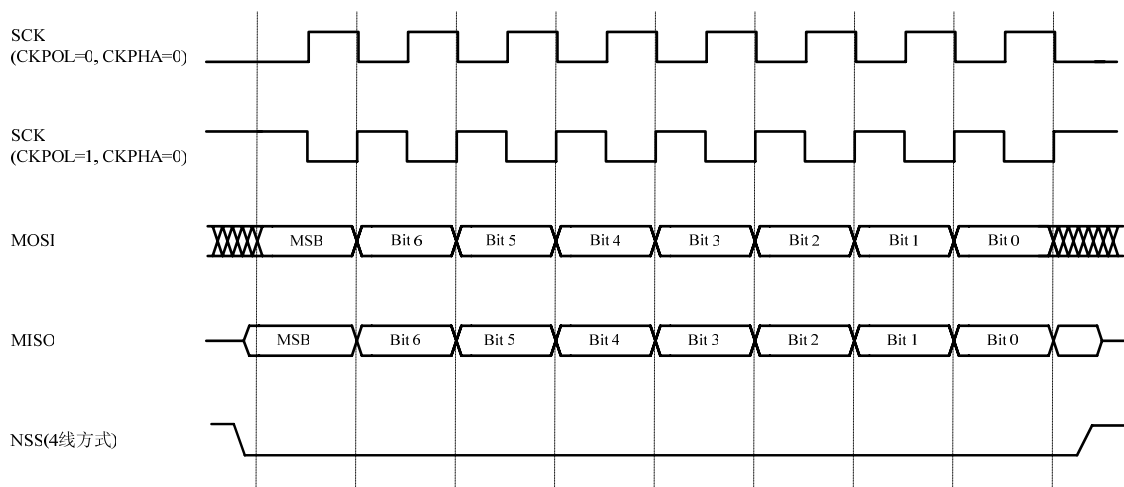 SCK
(CKPOL=0, CKPHA=0)
SCK
(CKPOL=1, CKPHA=0)
MOSI
MSB
Bit 6
Bit 5
Bit 4
Bit 3
Bit 2
Bit 1
Bit 0
MISO
MSB
Bit 6
Bit 5
Bit 4
Bit 3
Bit 2
Bit 1
Bit 0
NSS(4线方式)